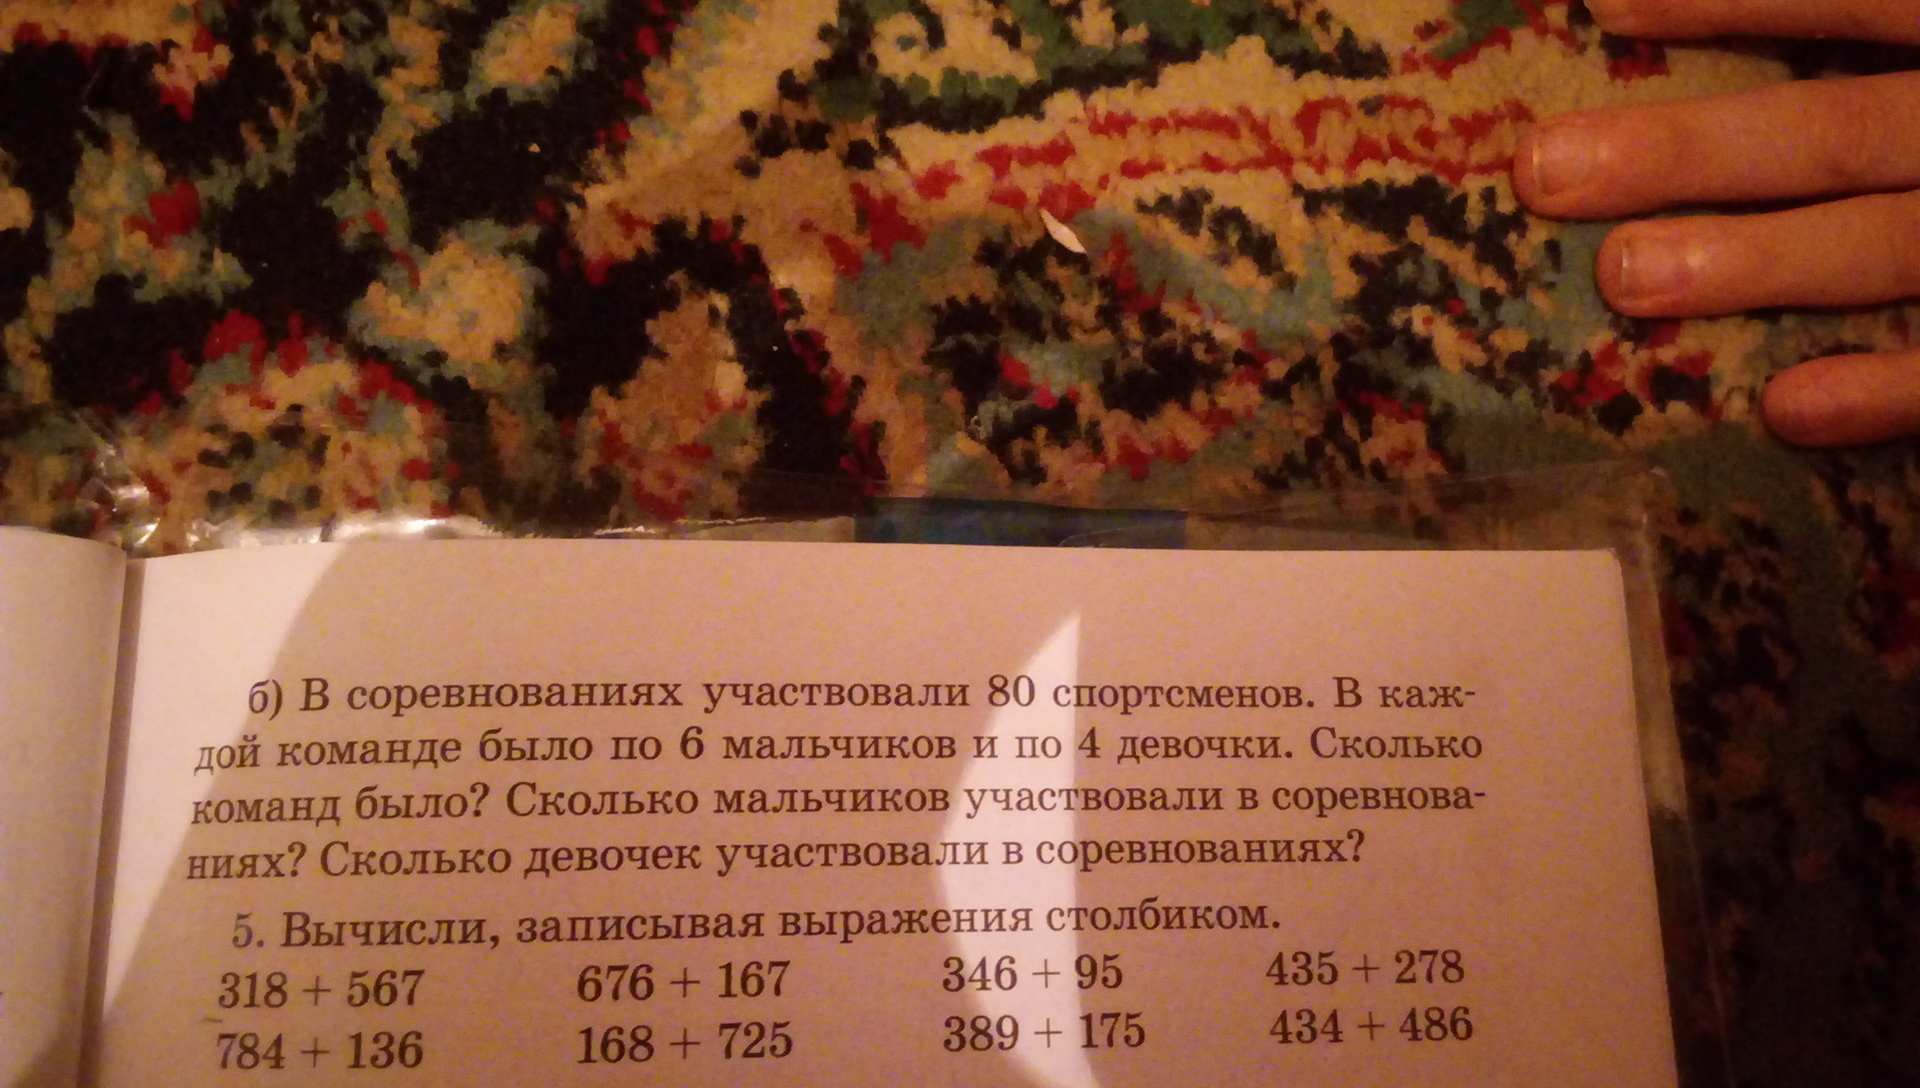 б) В соревнованиях участвовали 80 спортсменов. В каж-
дой команде было по 6 мальчиков и по 4 девочки. Сколько
команд было? Сколько мальчиков участвовали в соревнова-
ниях? Сколько девочек участвовали в соревнованиях?
5. Вычисли, записывая выражения столбиком.
318 + 567 676 + 167 346 + 95 435 + 278
784 + 136 168 + 725 389 + 175 434 + 486